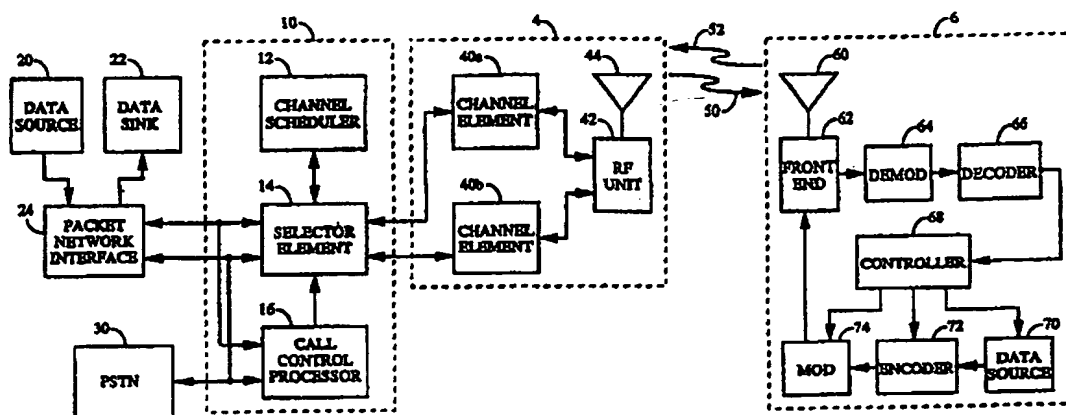 10
4
52
6
20
22
12
40a
44
60
DATA
SOURCE
DATA
SINK
CHANNEL
SCHEDULER
CHANNEL
ELEMENT
42
50
62
64
66
RF
UNIT
FRONT
END
DEMOD
DECODER
24
PACKET
NETWORK
INTERFACE
14
SELECTOR
ELEMENT
40b
CHANNEL
ELEMENT
68
CONTROLLER
30
PSTN
16
CALL
CONTROL
PROCESSOR
74
MOD
72
ENCODER
70
DATA
SOURCE